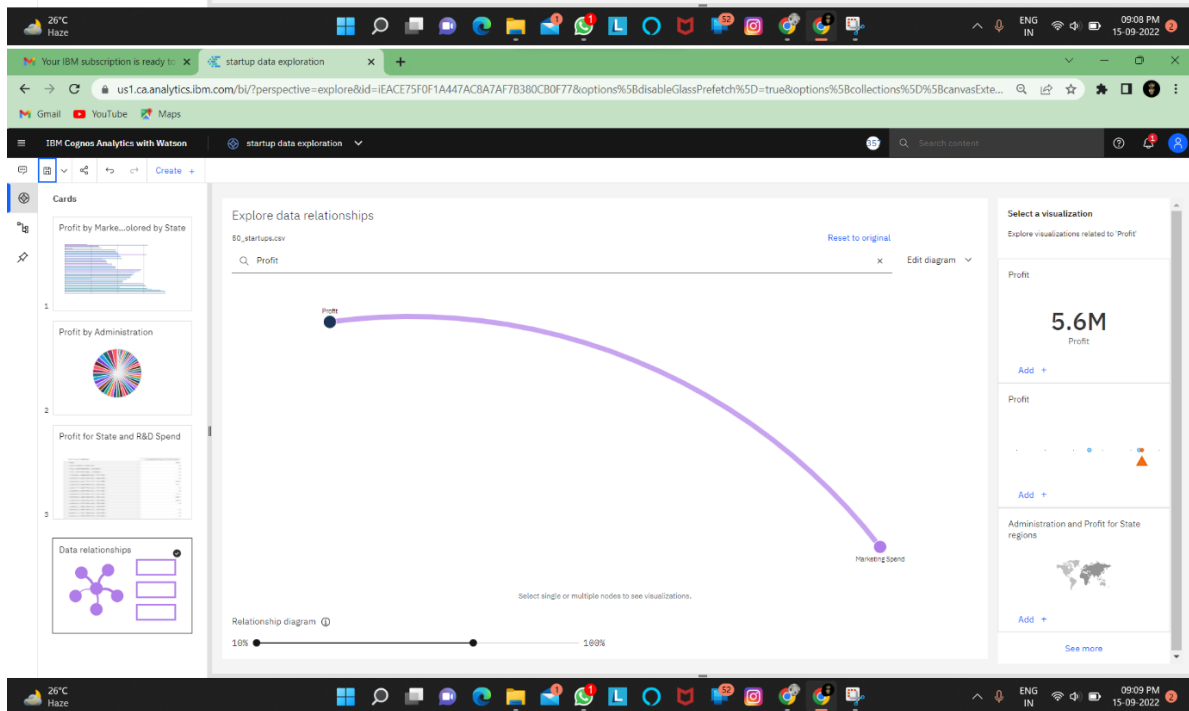 26°C
Haze
52
ENG
IN
09:08 PM
15-09-2022
2
Your IBM subscription is ready to
startup data exploration
us1.ca.analytics.ibm.com/bi/?perspective=explore&id=iEACE75F0F1A447AC8A7AF7B380CB0F77&options%5BdisableGlassPrefetch%5D=true&options%5Bcollections%5D%5BcanvasExte...
Gmail
YouTube
Maps
IBM Cognos Analytics with Watson
startup data exploration
357
Search content
Create +
Cards
Profit by Marke...olored by State
1
Profit by Administration
2
Profit for State and R&D Spend
3
Data relationships
Explore data relationships
50_startups.csv
Reset to original
Profit
Edit diagram
Profit
Marketing Spend
Select single or multiple nodes to see visualizations.
Relationship diagram
10%
100%
Select a visualization
Explore visualizations related to 'Profit'
Profit
5.6M
Profit
Add +
Profit
Add +
Administration and Profit for State
regions
Add +
See more
26°C
Haze
52
ENG
IN
09:09 PM
15-09-2022
2